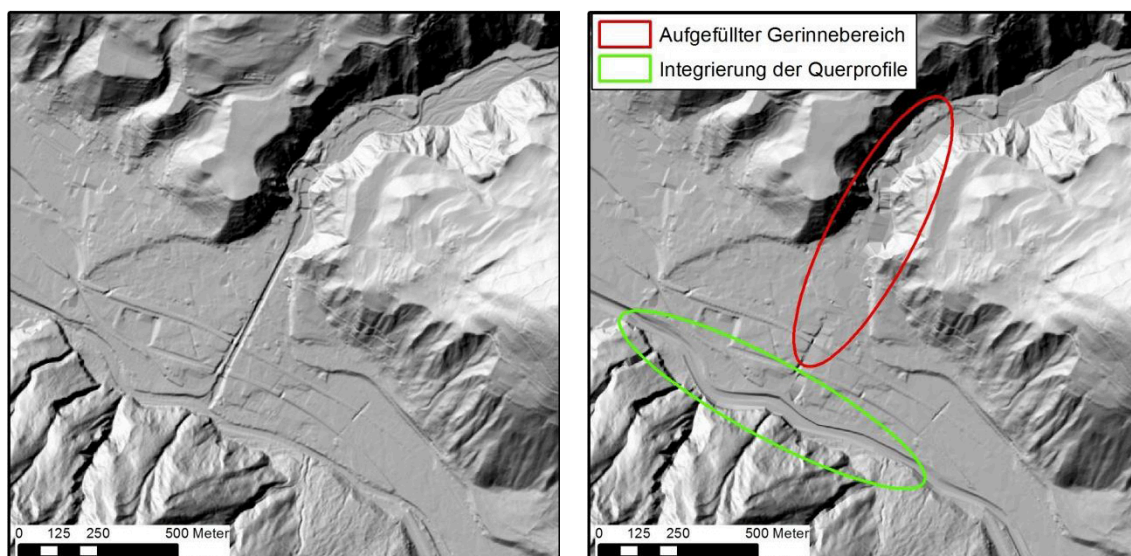 Aufgefüllter Gerinnebereich
Integrierung der Querprofile
0 125 250 500 Meter
0 125 250 500 Meter